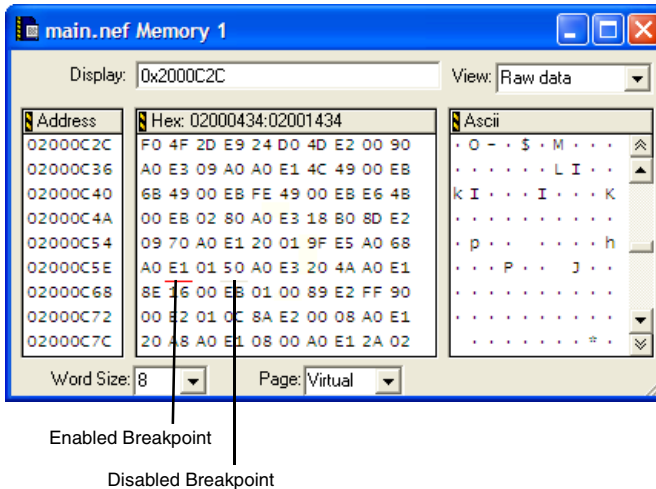 main.nef Memory 1
Display: 0x2000C2C View: Raw data
Address Hex: 02000434:02001434 Ascii
02000C2C F0 4F 2D E9 24 D0 4D E2 00 90 · O - · $ · M · · ·
02000C36 A0 E3 09 A0 A0 E1 4C 49 00 EB · · · · · · L I · ·
02000C40 6B 49 00 EB FE 49 00 EB E6 4B k I · · · I · · · K
02000C4A 00 EB 02 80 A0 E3 18 B0 8D E2 · · · · · · · · · ·
02000C54 09 70 A0 E1 20 01 9F E5 A0 68 · p · · · · · · h
02000C5E A0 E1 01 50 A0 E3 20 4A A0 E1 · · · P · · J · ·
02000C68 8E 16 00 EB 01 00 89 E2 FF 90 · · · · · · · · · ·
02000C72 00 E2 01 0C 8A E2 00 08 A0 E1 · · · · · · · · · ·
02000C7C 20 A8 A0 E1 08 00 A0 E1 2A 02 · · · · · · · * ·
Word Size: 8 Page: Virtual
Enabled Breakpoint
Disabled Breakpoint